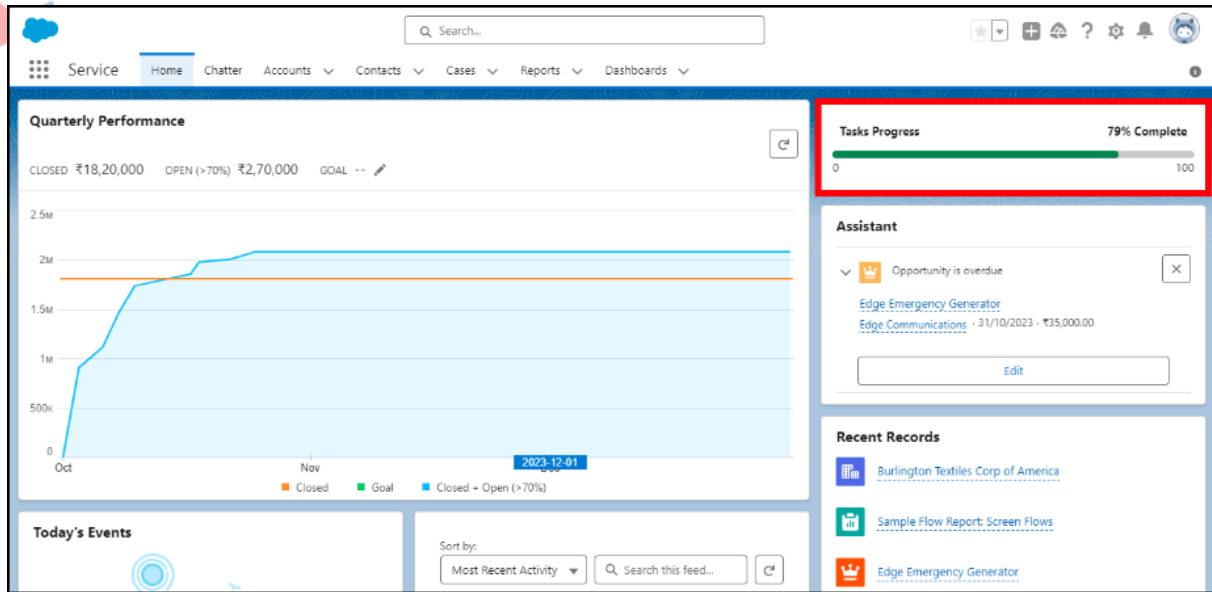 Search...
Service Home Chatter Accounts Contacts Cases Reports Dashboards
Quarterly Performance
CLOSED ₹18,20,000 OPEN (>70%) ₹2,70,000 GOAL --
2.5M
2M
1.5M
1M
500K
0
Oct Nov 2023-12-01
Closed Goal Closed + Open (>70%)
Tasks Progress 79% Complete
0 100
Assistant
Opportunity is overdue
Edge Emergency Generator
Edge Communications · 31/10/2023 · ₹35,000.00
Edit
Recent Records
Burlington Textiles Corp of America
Sample Flow Report: Screen Flows
Edge Emergency Generator
Today's Events
Sort by:
Most Recent Activity Search this feed...